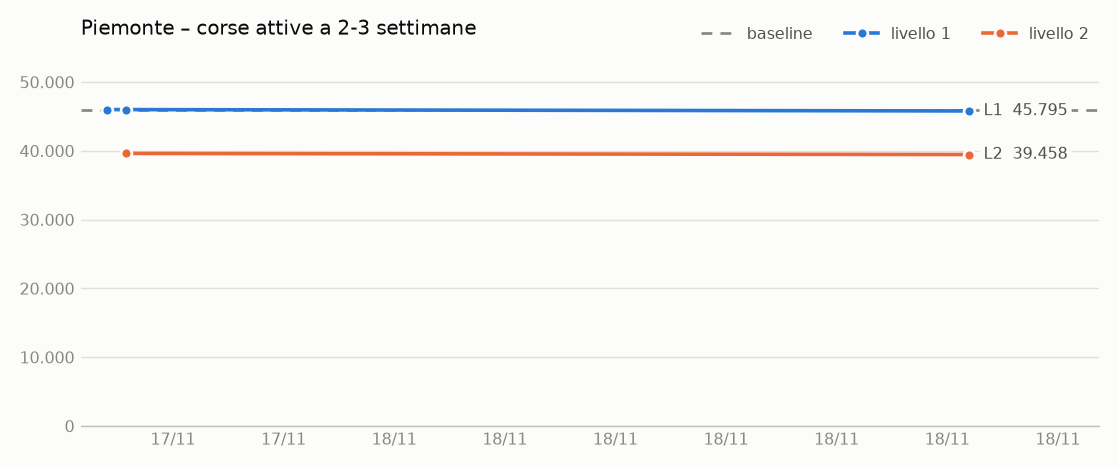 Piemonte – corse attive a 2-3 settimane
baseline
livello 1
livello 2
50.000
L1 45.795
40.000
L2 39.458
30.000
20.000
10.000
0
17/11 17/11 18/11 18/11 18/11 18/11 18/11 18/11 18/11